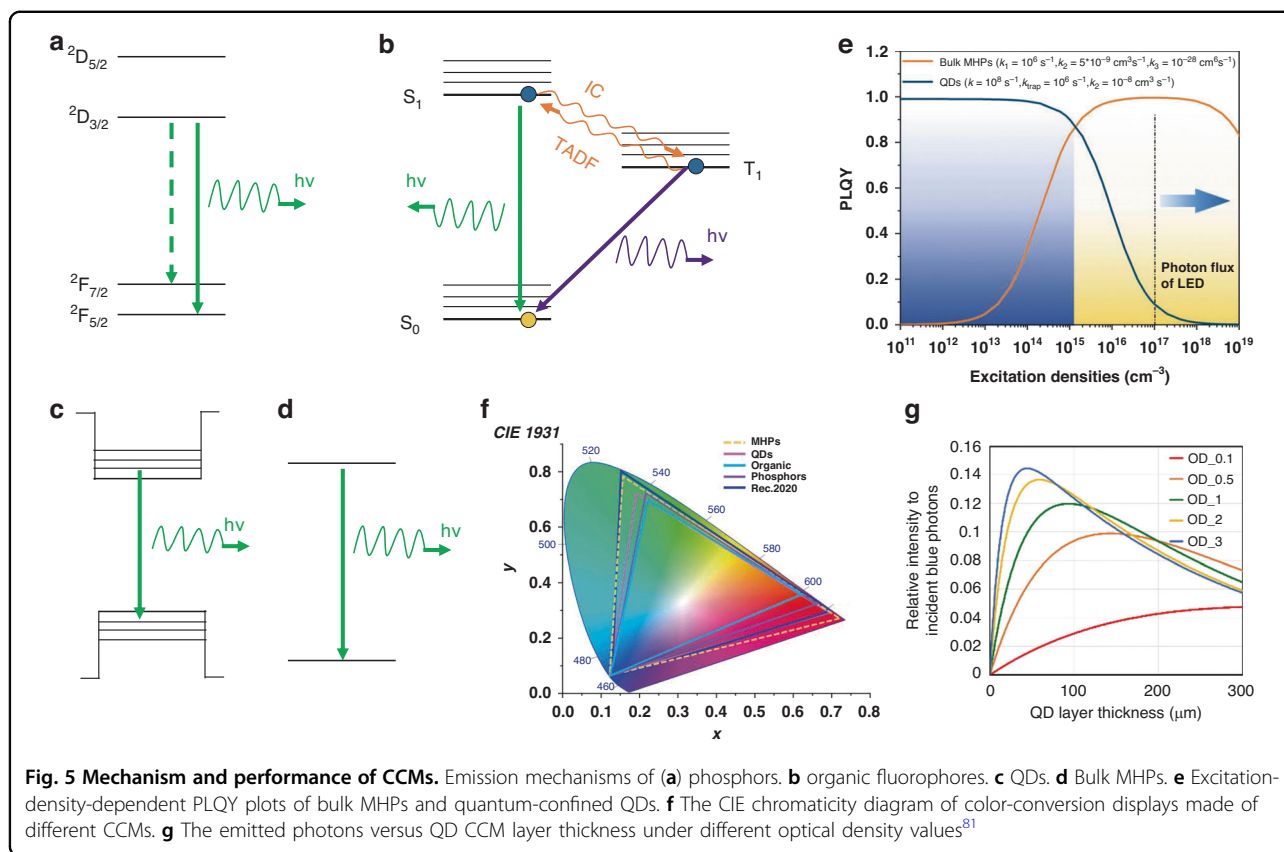 a
²D₅/₂
²D₃/₂
hv
²F₇/₂
²F₅/₂
b
S₁
IC
TADF
T₁
hv
hv
S₀
e
1.2
1.0
0.8
0.6
0.4
0.2
0.0
PLQY
Bulk MHPs (k₁ = 10⁶ s⁻¹, k₂ = 5*10⁻⁹ cm³s⁻¹, k₃ = 10⁻²⁸ cm⁶s⁻¹)
QDs (k = 10⁸ s⁻¹, k_trap = 10⁶ s⁻¹, k₂ = 10⁻⁸ cm³ s⁻¹)
Photon flux
of LED
10¹¹ 10¹² 10¹³ 10¹⁴ 10¹⁵ 10¹⁶ 10¹⁷ 10¹⁸ 10¹⁹
Excitation densities (cm⁻³)
c
hv
d
hv
f
CIE 1931
MHPs
QDs
Organic
Phosphors
Rec.2020
520
540
560
580
600
500
480
460
0.8
0.6
0.4
0.2
0.0
y
0.0 0.1 0.2 0.3 0.4 0.5 0.6 0.7 0.8
x
g
0.16
0.14
0.12
0.1
0.08
0.06
0.04
0.02
0
Relative intensity to
incident blue photons
OD_0.1
OD_0.5
OD_1
OD_2
OD_3
0 100 200 300
QD layer thickness (μm)
Fig. 5 Mechanism and performance of CCMs. Emission mechanisms of (a) phosphors. b organic fluorophores. c QDs. d Bulk MHPs. e Excitation-
density-dependent PLQY plots of bulk MHPs and quantum-confined QDs. f The CIE chromaticity diagram of color-conversion displays made of
different CCMs. g The emitted photons versus QD CCM layer thickness under different optical density values⁸¹